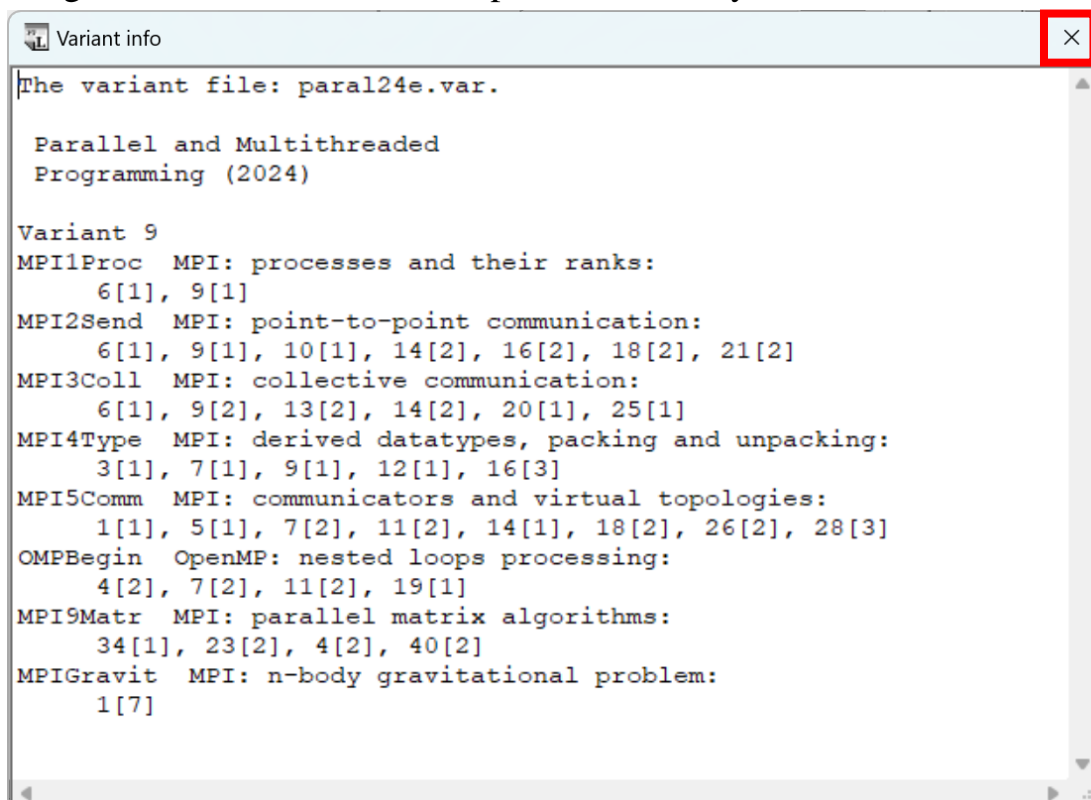 Variant info
The variant file: paral24e.var.
Parallel and Multithreaded
Programming (2024)
Variant 9
MPI1Proc  MPI: processes and their ranks:
6[1], 9[1]
MPI2Send  MPI: point-to-point communication:
6[1], 9[1], 10[1], 14[2], 16[2], 18[2], 21[2]
MPI3Coll  MPI: collective communication:
6[1], 9[2], 13[2], 14[2], 20[1], 25[1]
MPI4Type  MPI: derived datatypes, packing and unpacking:
3[1], 7[1], 9[1], 12[1], 16[3]
MPI5Comm  MPI: communicators and virtual topologies:
1[1], 5[1], 7[2], 11[2], 14[1], 18[2], 26[2], 28[3]
OMPBegin  OpenMP: nested loops processing:
4[2], 7[2], 11[2], 19[1]
MPI9Matr  MPI: parallel matrix algorithms:
34[1], 23[2], 4[2], 40[2]
MPIGravit  MPI: n-body gravitational problem:
1[7]